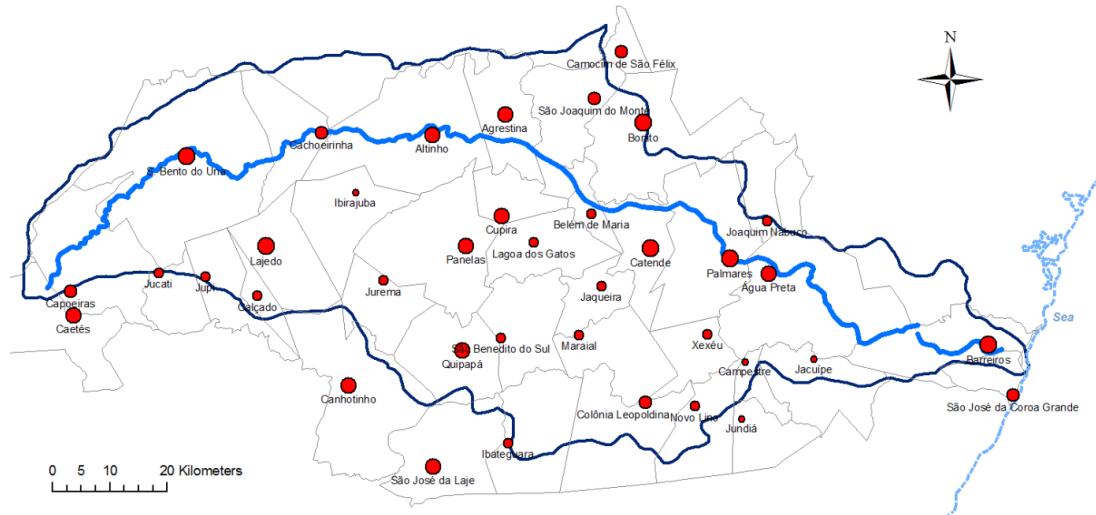 N
Camocim de São Félix
São Joaquim do Monte
Bonito
Agrestina
Altinho
Cachoeirinha
S. Bento do Una
Ibirajuba
Belém de Maria
Cupira
Joaquim Nabuco
Lajedo
Panelas
Lagoa dos Gatos
Catende
Palmares
Água Preta
Jucati
Jupi
Jurema
Jaqueira
Capoeiras
Calçado
Caetés
Sea
São Benedito do Sul
Maraial
Xexéu
Barreiros
Quipapá
Campestre
Jacuípe
Canhotinho
Colônia Leopoldina
Novo Lino
São José da Coroa Grande
Jundiá
Ibateguara
0 5 10 20 Kilometers
São José da Laje